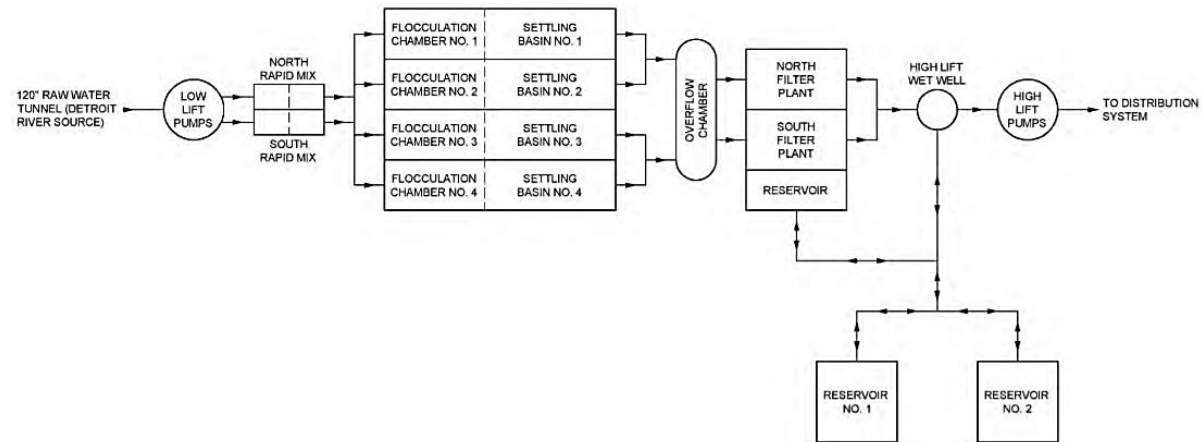 120" RAW WATER
TUNNEL (DETROIT
RIVER SOURCE)
LOW
LIFT
PUMPS
NORTH
RAPID MIX
SOUTH
RAPID MIX
FLOCCULATION
CHAMBER NO. 1
SETTLING
BASIN NO. 1
FLOCCULATION
CHAMBER NO. 2
SETTLING
BASIN NO. 2
FLOCCULATION
CHAMBER NO. 3
SETTLING
BASIN NO. 3
FLOCCULATION
CHAMBER NO. 4
SETTLING
BASIN NO. 4
OVERFLOW
CHAMBER
NORTH
FILTER
PLANT
SOUTH
FILTER
PLANT
RESERVOIR
HIGH LIFT
WET WELL
HIGH
LIFT
PUMPS
TO DISTRIBUTION
SYSTEM
RESERVOIR
NO. 1
RESERVOIR
NO. 2